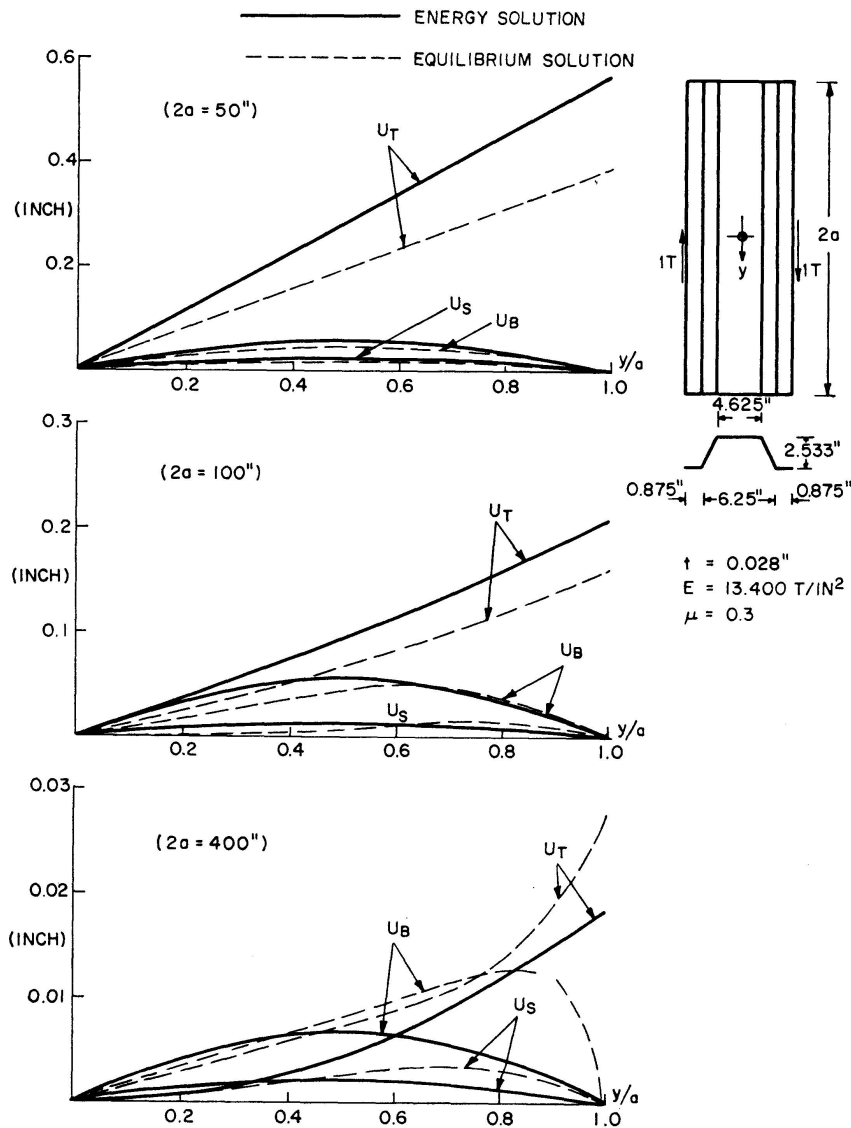 ENERGY SOLUTION
EQUILIBRIUM SOLUTION
0.6
(2a = 50")
U_T
0.4
(INCH)
0.2
U_S
U_B
y/a
0.2
0.4
0.6
0.8
1.0
2a
1T
y
1T
4.625"
2.533"
0.875"
6.25"
0.875"
t = 0.028"
E = 13.400 T/IN²
μ = 0.3
0.3
(2a = 100")
0.2
U_T
(INCH)
0.1
U_B
U_S
y/a
0.2
0.4
0.6
0.8
1.0
0.03
(2a = 400")
U_T
0.02
U_B
(INCH)
0.01
U_S
y/a
0.2
0.4
0.6
0.8
1.0